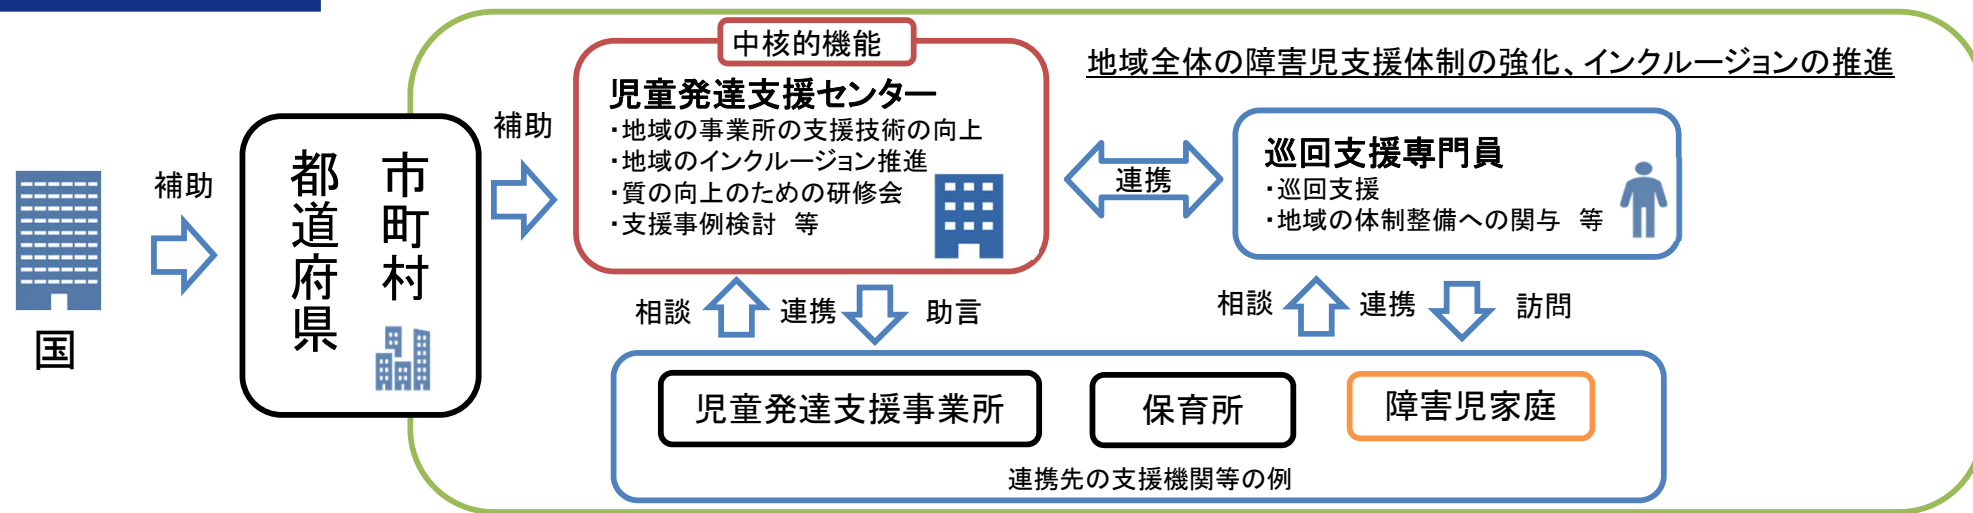 中核的機能
地域全体の障害児支援体制の強化、インクルージョンの推進
国
補助
都道府県
市町村
補助
児童発達支援センター
・地域の事業所の支援技術の向上
・地域のインクルージョン推進
・質の向上のための研修会
・支援事例検討　等
連携
巡回支援専門員
・巡回支援
・地域の体制整備への関与　等
相談
連携
助言
相談
連携
訪問
児童発達支援事業所
保育所
障害児家庭
連携先の支援機関等の例